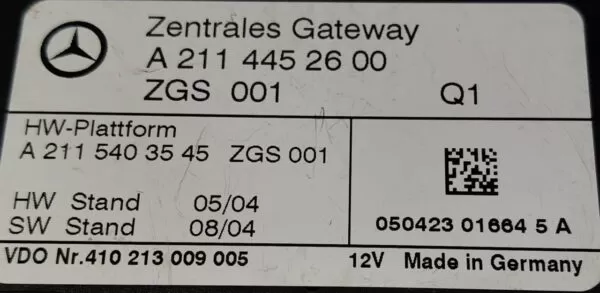 Zentrales Gateway
A 211 445 26 00
ZGS 001 Q1
HW-Plattform
A 211 540 35 45 ZGS 001
HW Stand 05/04
SW Stand 08/04
050423 01664 5 A
VDO Nr.410 213 009 005 12V Made in Germany